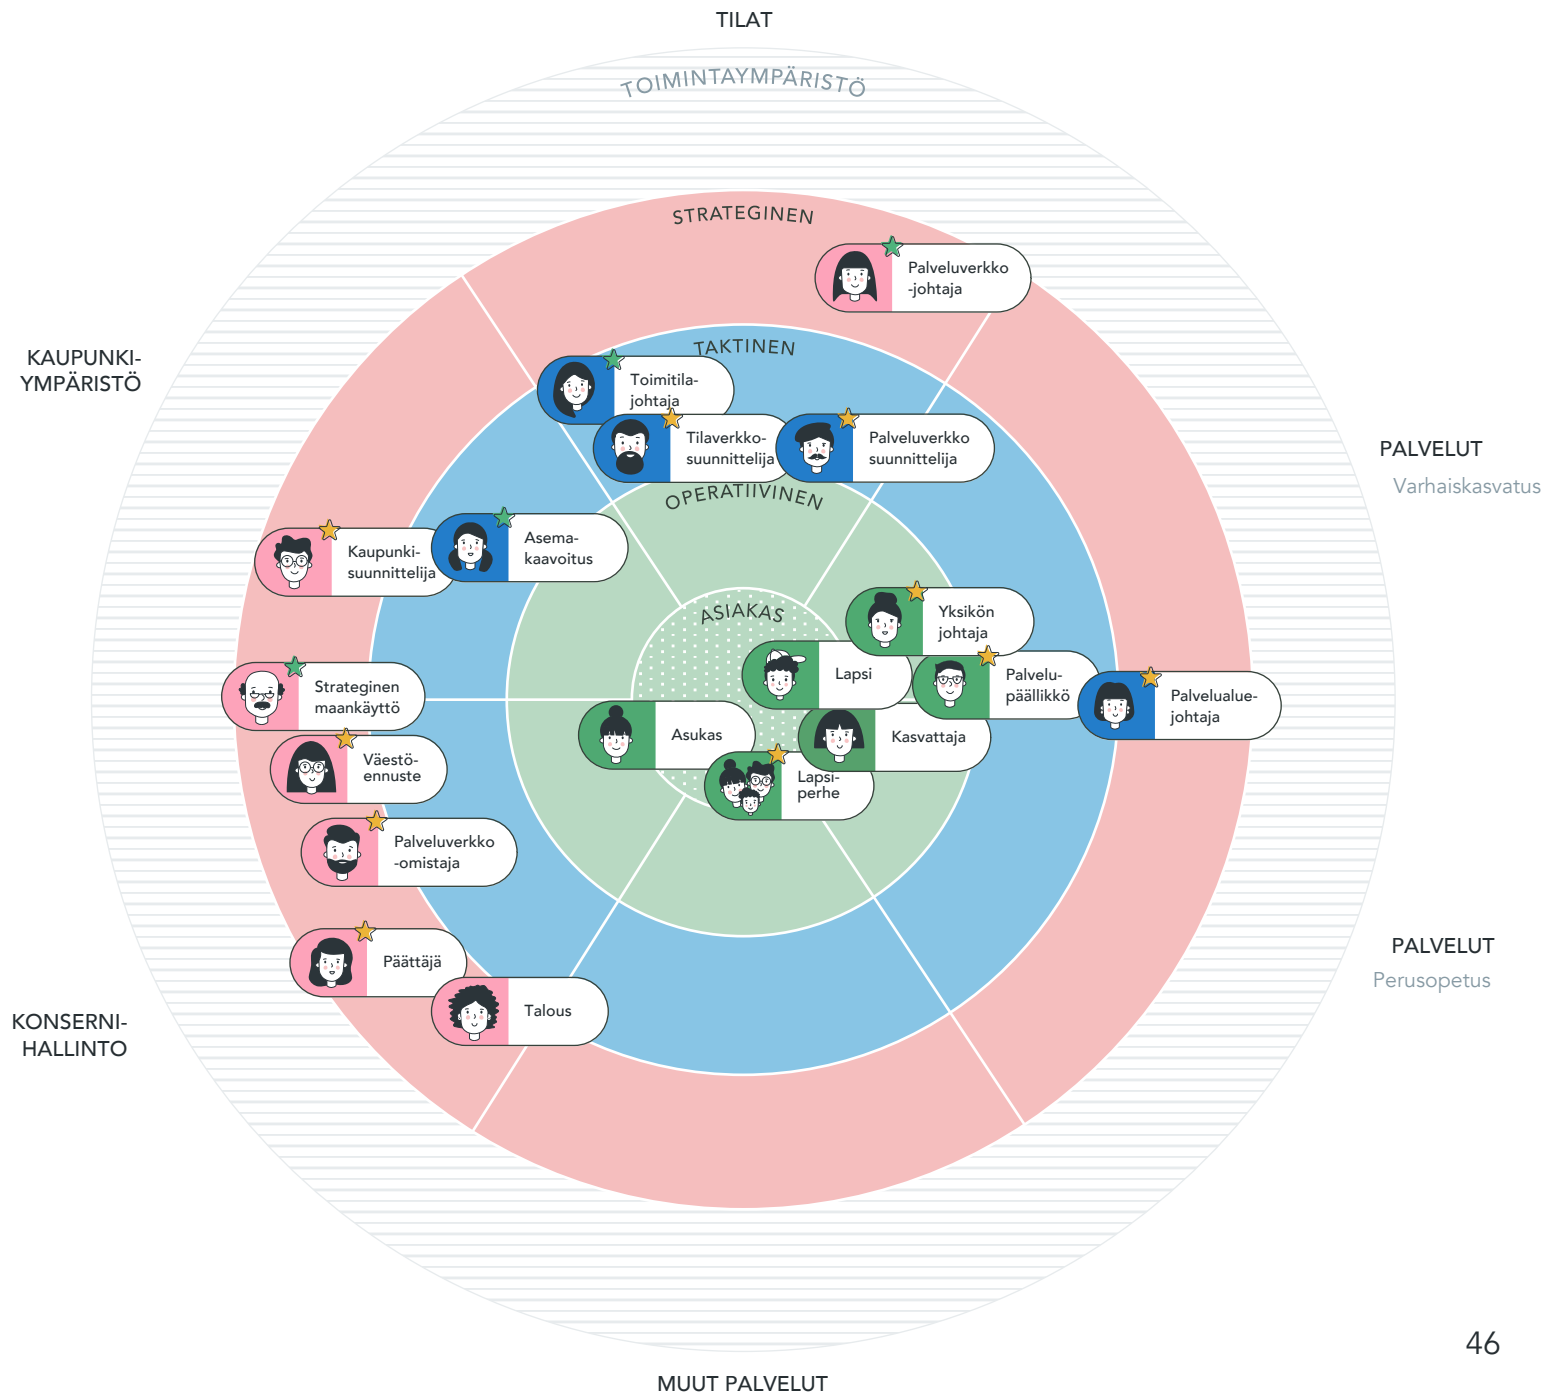 TILAT
TOIMINTAYMPÄRISTÖ
STRATEGINEN
Palveluverkko
-johtaja
TAKTINEN
KAUPUNKI-
YMPÄRISTÖ
Toimitila-
johtaja
Tilaverkko-
suunnittelija
Palveluverkko
suunnittelija
PALVELUT
Varhaiskasvatus
OPERATIIVINEN
Kaupunki-
suunnittelija
Asema-
kaavoitus
ASIAKAS
Yksikön
johtaja
Lapsi
Palvelu-
päällikkö
Strateginen
maankäyttö
Palvelualue-
johtaja
Asukas
Kasvattaja
Väestö-
ennuste
Lapsi-
perhe
Palveluverkko
-omistaja
PALVELUT
Perusopetus
Päättäjä
Talous
KONSERNI-
HALLINTO
46
MUUT PALVELUT